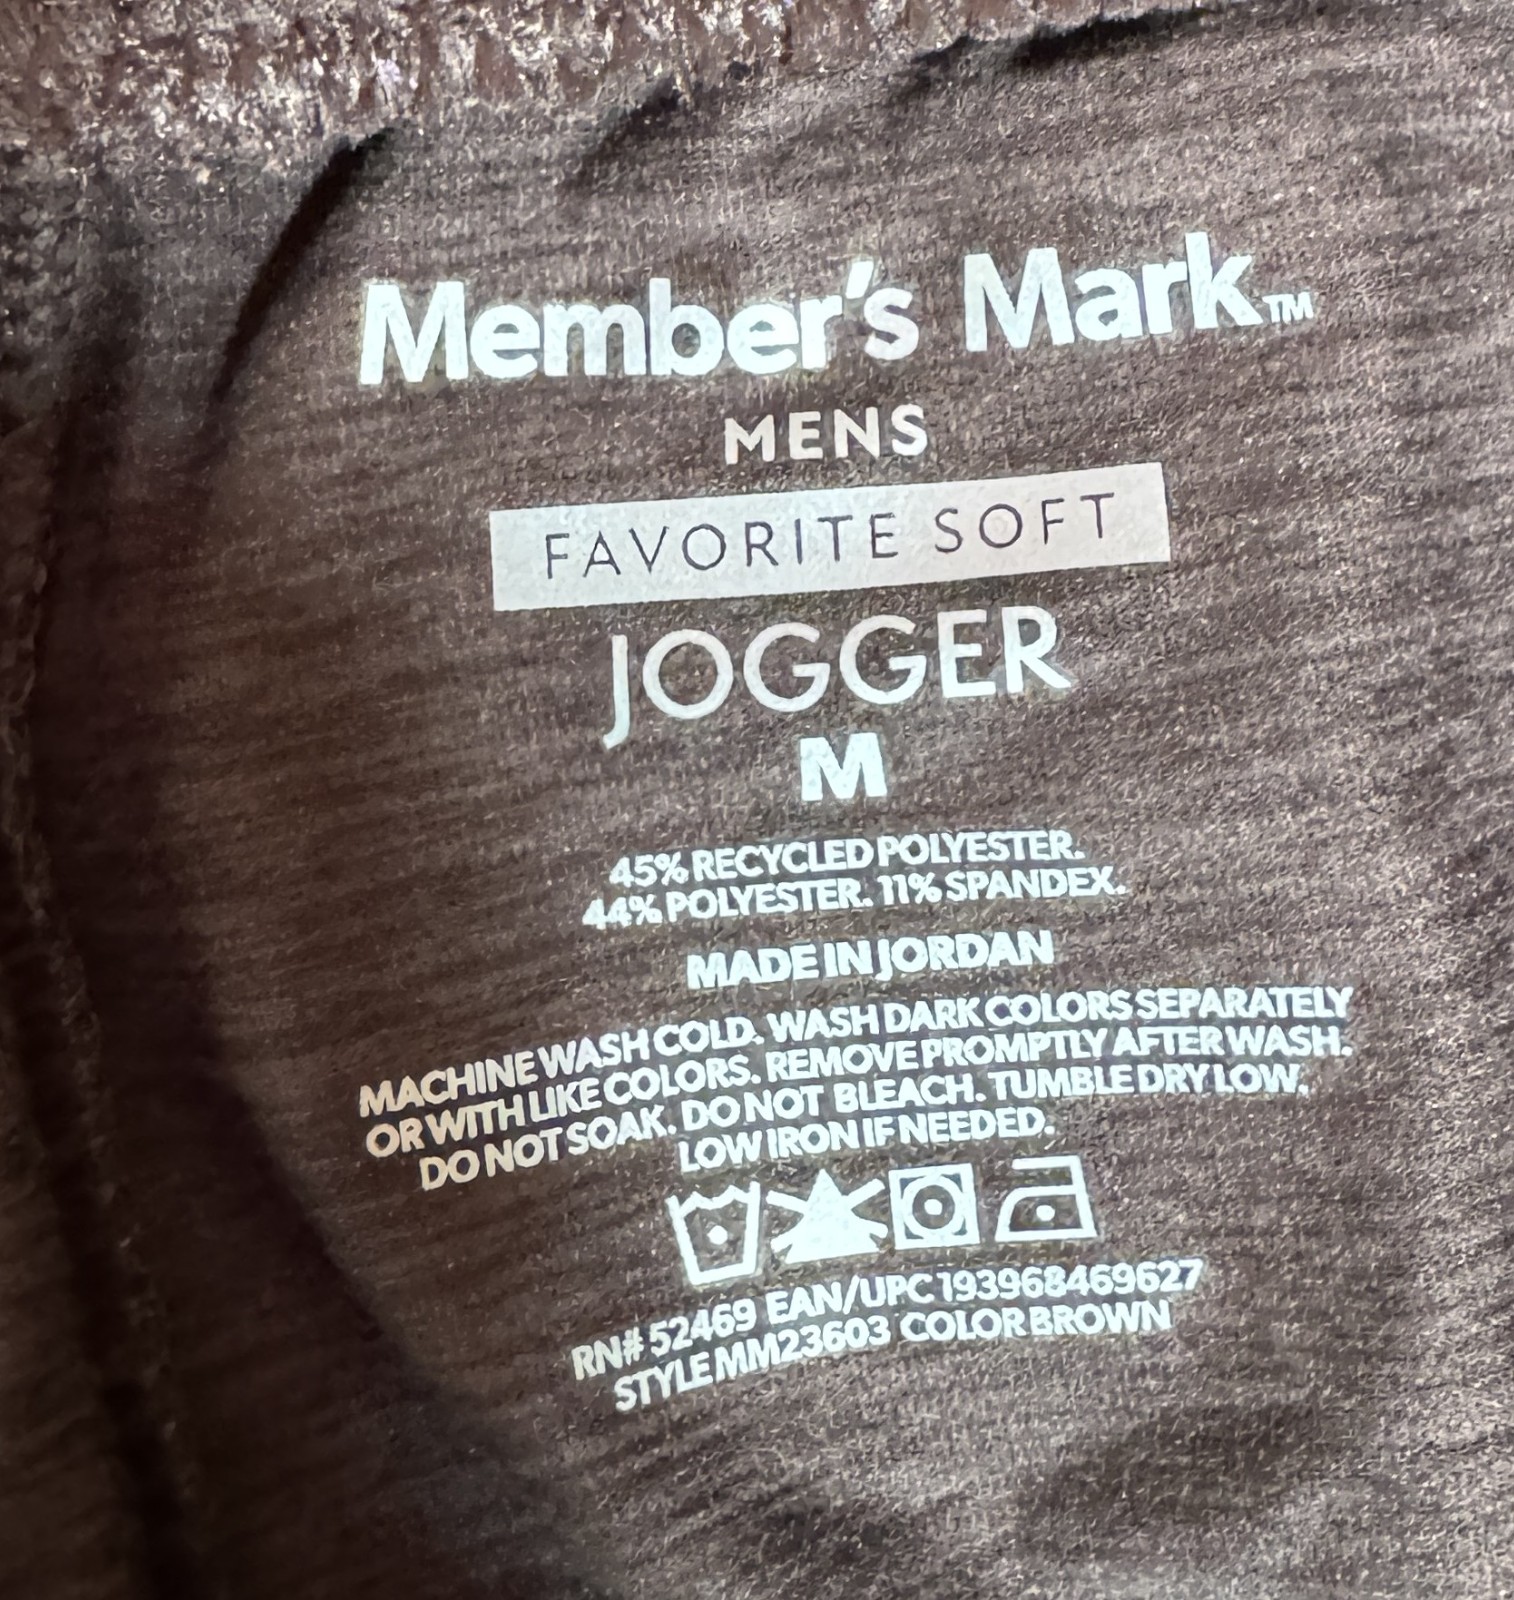 Member's Mark™
MENS
FAVORITE SOFT
JOGGER
M
45% RECYCLED POLYESTER.
44% POLYESTER. 11% SPANDEX.
MADE IN JORDAN
MACHINE WASH COLD. WASH DARK COLORS SEPARATELY
OR WITH LIKE COLORS. REMOVE PROMPTLY AFTER WASH.
DO NOT SOAK. DO NOT BLEACH. TUMBLE DRY LOW.
LOW IRON IF NEEDED.
RN# 52469 EAN/UPC 193968469627
STYLE MM23603 COLOR BROWN